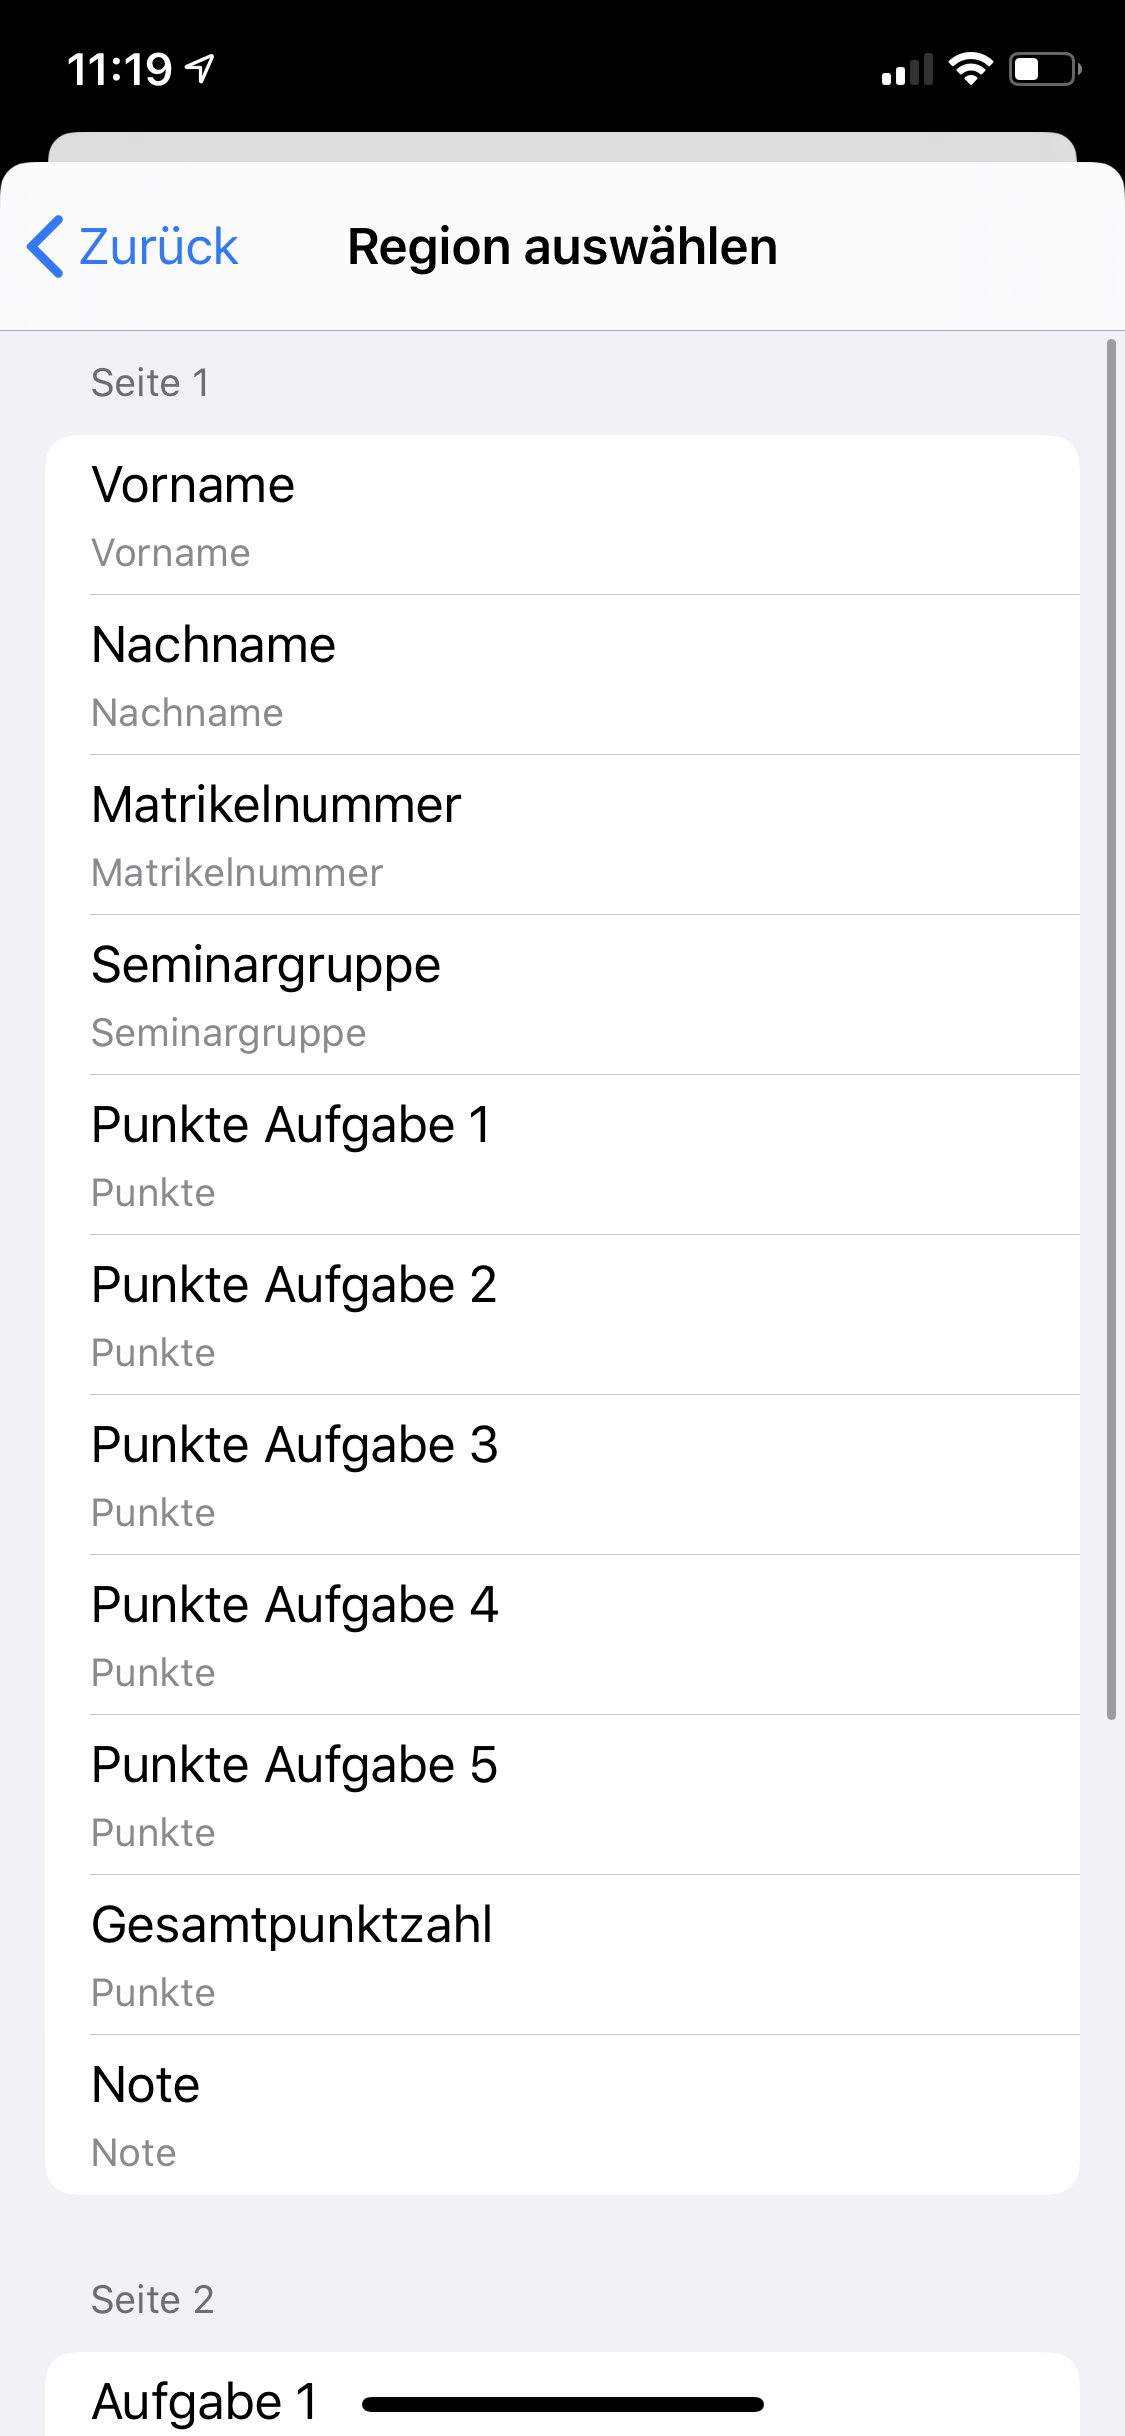 11:19
Zurück
Region auswählen
Seite 1
Vorname
Vorname
Nachname
Nachname
Matrikelnummer
Matrikelnummer
Seminargruppe
Seminargruppe
Punkte Aufgabe 1
Punkte
Punkte Aufgabe 2
Punkte
Punkte Aufgabe 3
Punkte
Punkte Aufgabe 4
Punkte
Punkte Aufgabe 5
Punkte
Gesamtpunktzahl
Punkte
Note
Note
Seite 2
Aufgabe 1